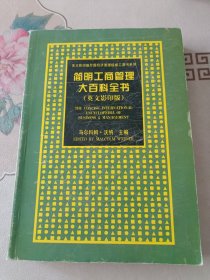 简明工商管理
大百科全书
(英文影印版)
THE CONCISE INTERNATIONAL
ENCYCLOPEDIA OF
BUSINESS & MANAGEMENT
马尔科姆·沃纳 主编
EDITED BY MALCOLM WARNER